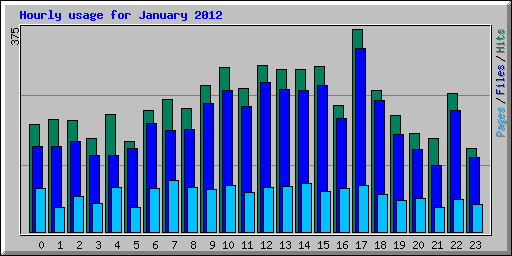 Hourly usage for January 2012
375
Pages/Files/Hits
0 1 2 3 4 5 6 7 8 9 10 11 12 13 14 15 16 17 18 19 20 21 22 23